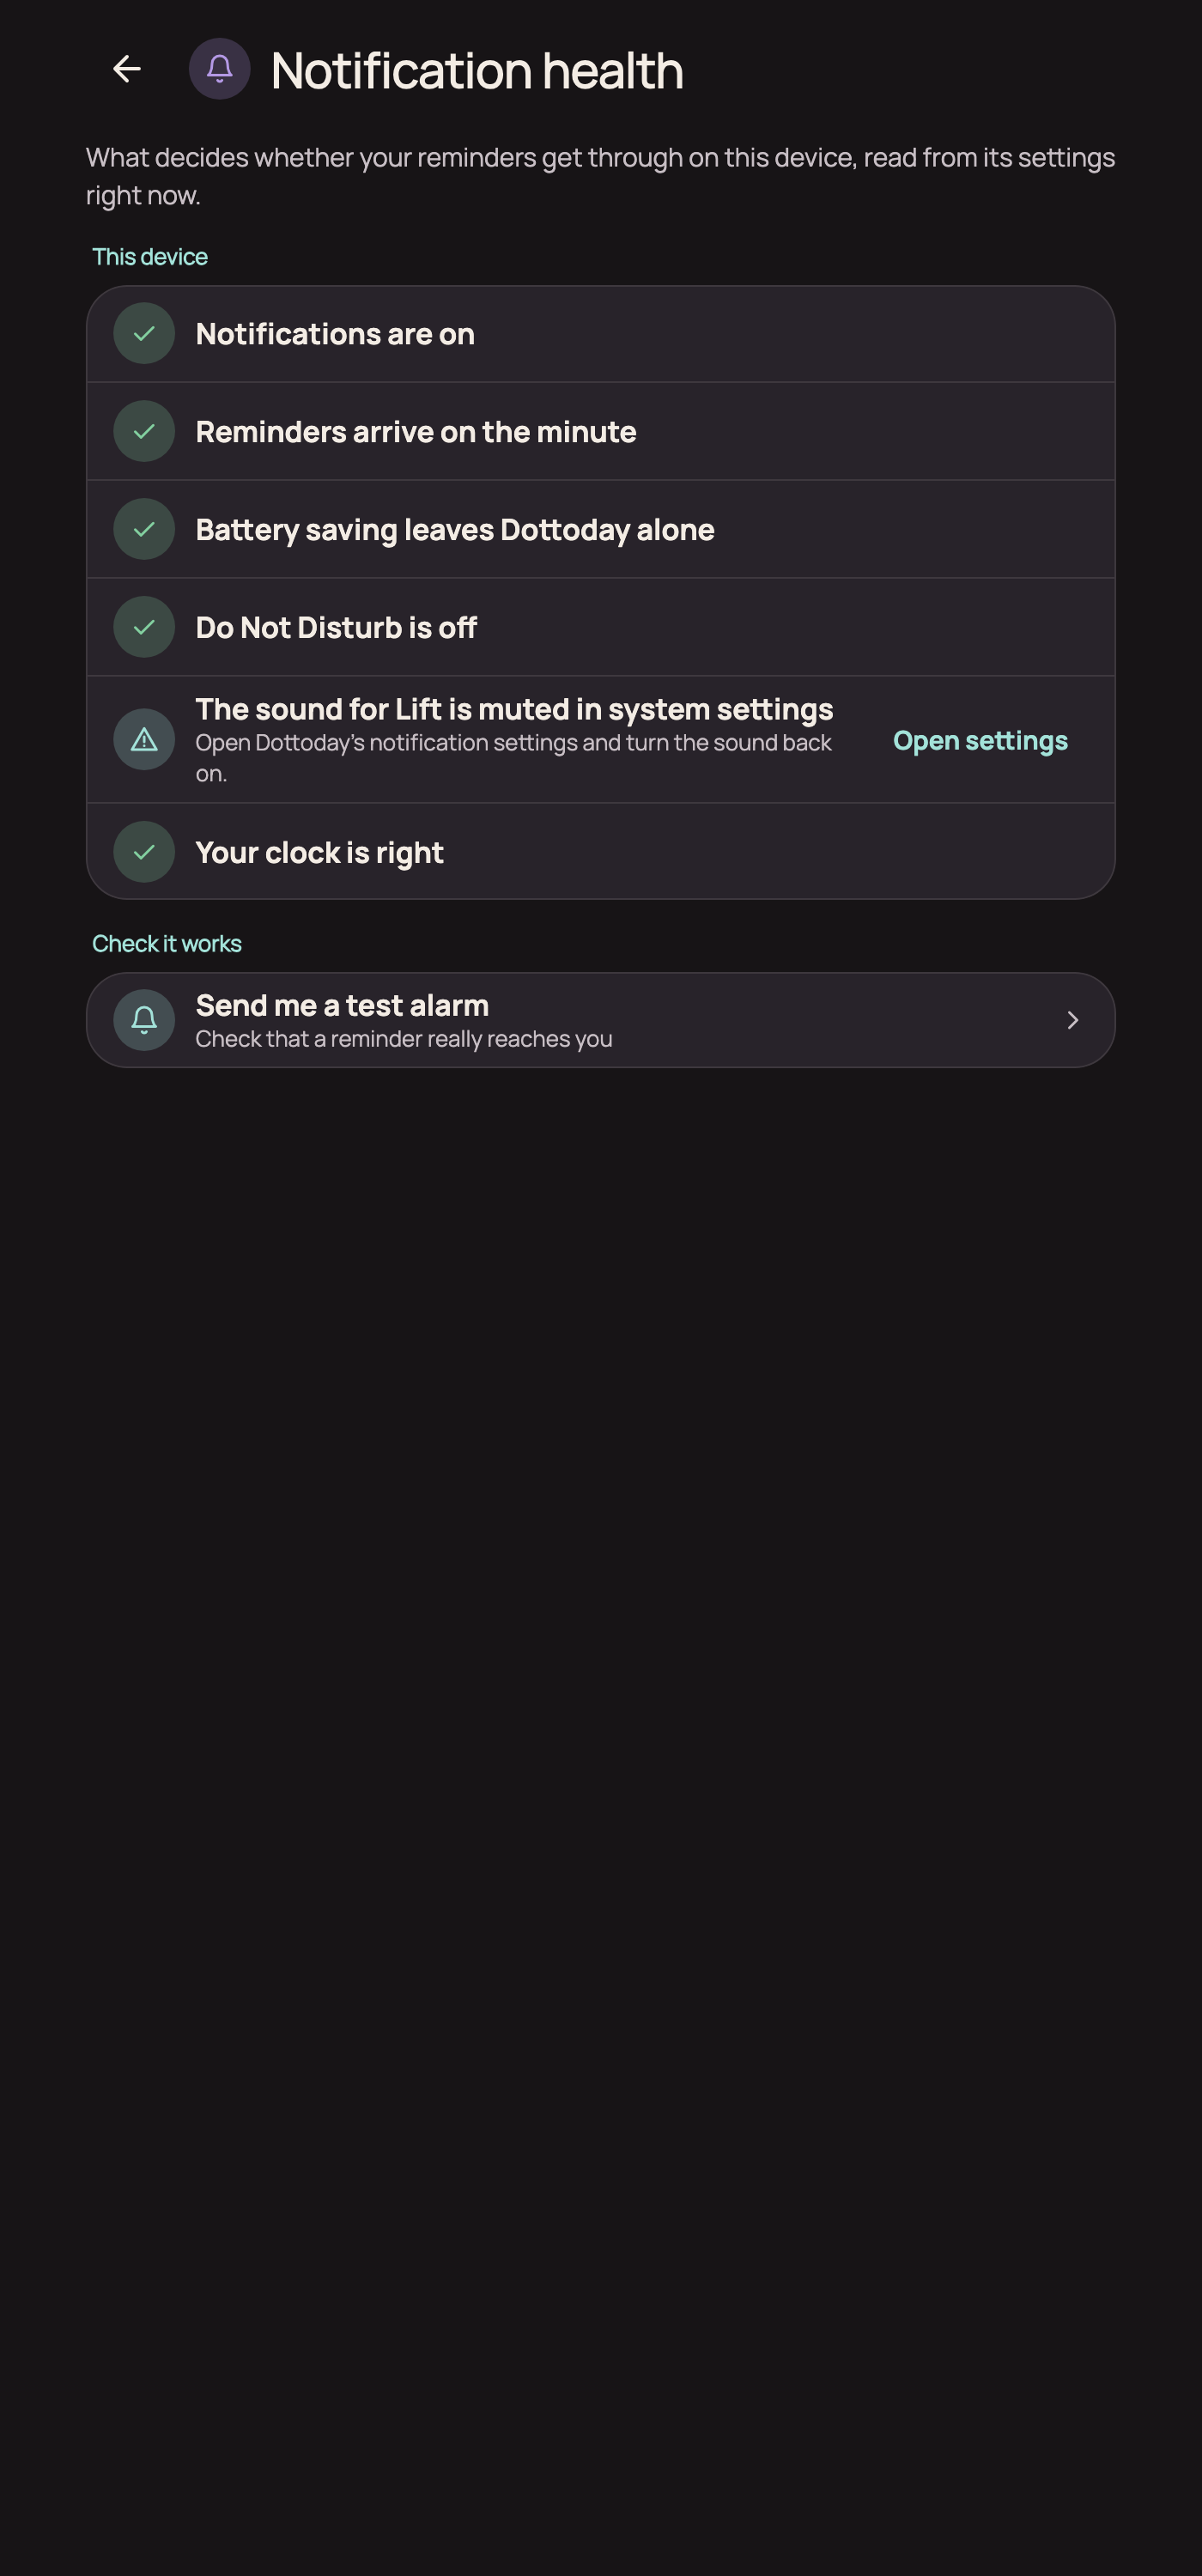 Notification health
What decides whether your reminders get through on this device, read from its settings
right now.
This device
Notifications are on
Reminders arrive on the minute
Battery saving leaves Dottoday alone
Do Not Disturb is off
The sound for Lift is muted in system settings
Open Dottoday’s notification settings and turn the sound back
on.
Open settings
Your clock is right
Check it works
Send me a test alarm
Check that a reminder really reaches you